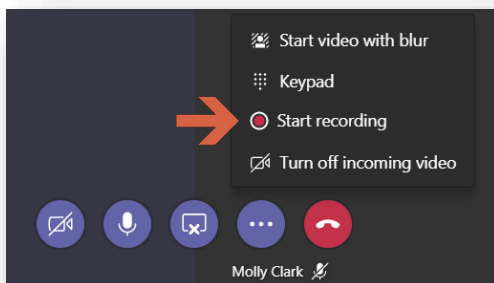 Start video with blur
Keypad
Start recording
Turn off incoming video
Molly Clark